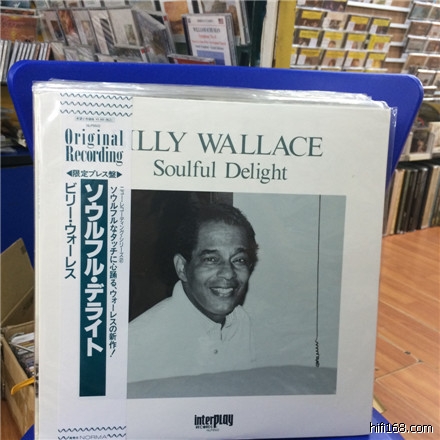 Original
Recording
◀限定プレス盤▶
ソウルフルなタッチに心踊る、ウォーレスの新作!
ソウルフル・デライト
ビリー・ウォーレス
ILLY WALLACE
Soulful Delight
interplay
NORMA
hifi168.com